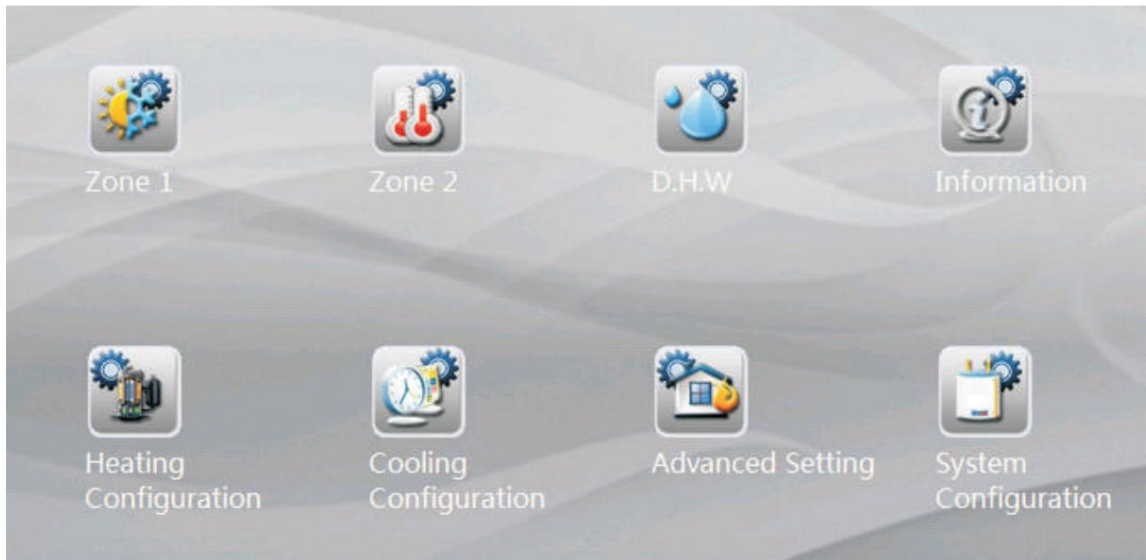 Zone 1
Zone 2
D.H.W
Information
Heating
Configuration
Cooling
Configuration
Advanced Setting
System
Configuration